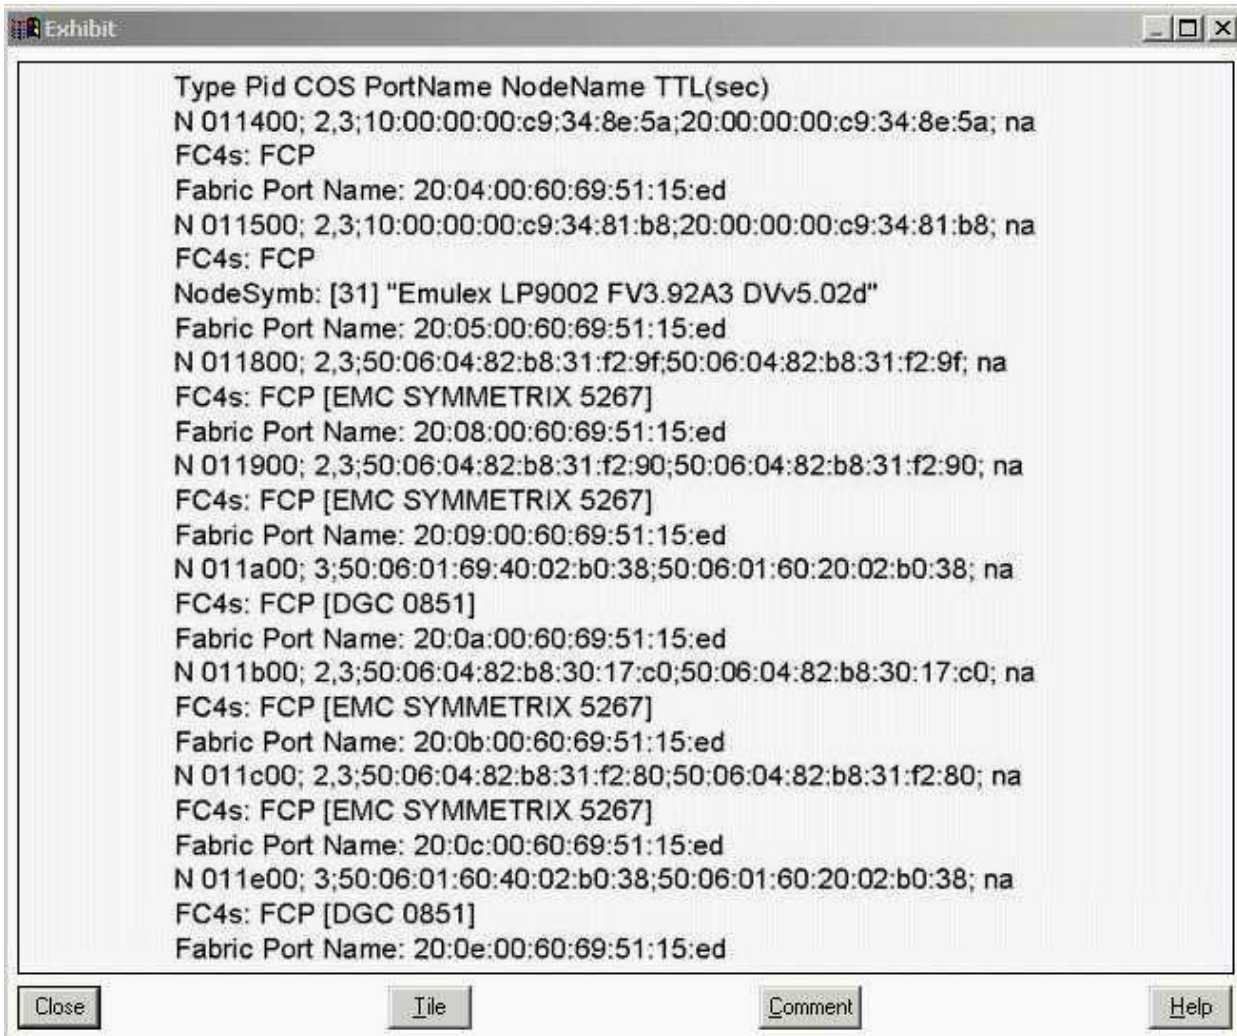 Exhibit
Type Pid COS PortName NodeName TTL(sec)
N 011400; 2,3;10:00:00:00:c9:34:8e:5a;20:00:00:00:c9:34:8e:5a; na
FC4s: FCP
Fabric Port Name: 20:04:00:60:69:51:15:ed
N 011500; 2,3;10:00:00:00:c9:34:81:b8;20:00:00:00:c9:34:81:b8; na
FC4s: FCP
NodeSymb: [31] "Emulex LP9002 FV3.92A3 DVv5.02d"
Fabric Port Name: 20:05:00:60:69:51:15:ed
N 011800; 2,3;50:06:04:82:b8:31:f2:9f;50:06:04:82:b8:31:f2:9f; na
FC4s: FCP [EMC SYMMETRIX 5267]
Fabric Port Name: 20:08:00:60:69:51:15:ed
N 011900; 2,3;50:06:04:82:b8:31:f2:90;50:06:04:82:b8:31:f2:90; na
FC4s: FCP [EMC SYMMETRIX 5267]
Fabric Port Name: 20:09:00:60:69:51:15:ed
N 011a00; 3;50:06:01:69:40:02:b0:38;50:06:01:60:20:02:b0:38; na
FC4s: FCP [DGC 0851]
Fabric Port Name: 20:0a:00:60:69:51:15:ed
N 011b00; 2,3;50:06:04:82:b8:30:17:c0;50:06:04:82:b8:30:17:c0; na
FC4s: FCP [EMC SYMMETRIX 5267]
Fabric Port Name: 20:0b:00:60:69:51:15:ed
N 011c00; 2,3;50:06:04:82:b8:31:f2:80;50:06:04:82:b8:31:f2:80; na
FC4s: FCP [EMC SYMMETRIX 5267]
Fabric Port Name: 20:0c:00:60:69:51:15:ed
N 011e00; 3;50:06:01:60:40:02:b0:38;50:06:01:60:20:02:b0:38; na
FC4s: FCP [DGC 0851]
Fabric Port Name: 20:0e:00:60:69:51:15:ed
Close Tile Comment Help